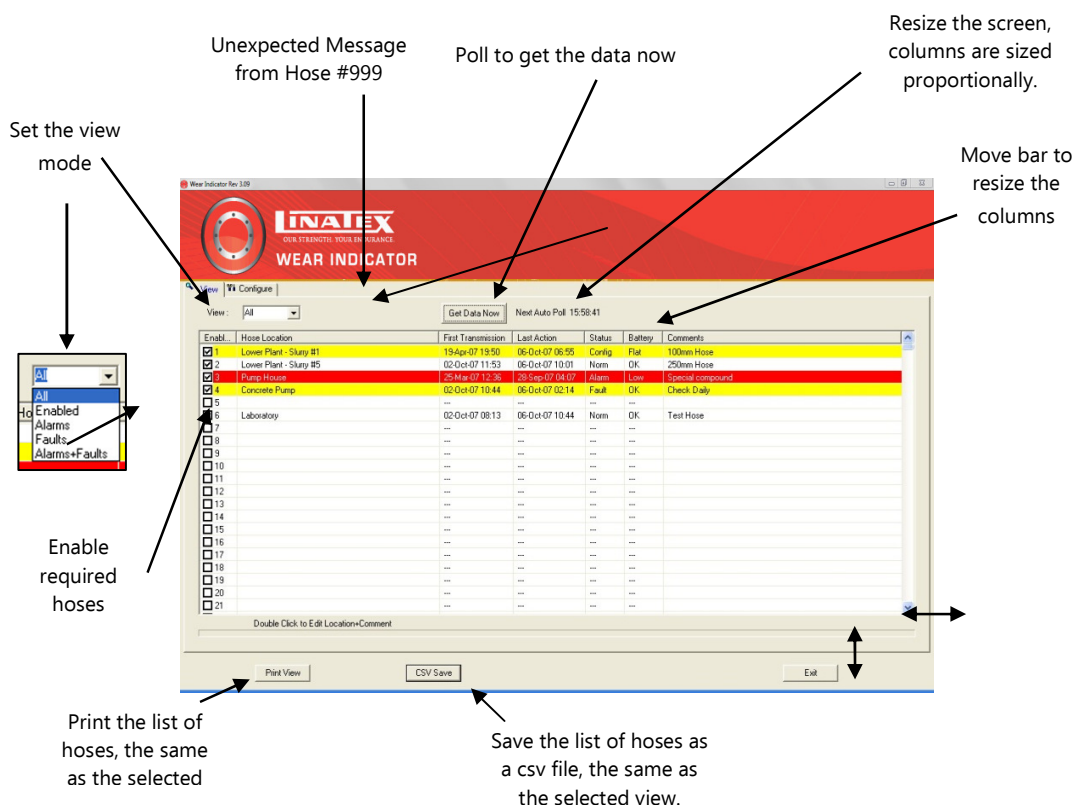 Resize the screen,
columns are sized
proportionally.
Unexpected Message
from Hose #999
Poll to get the data now
Set the view
mode
Move bar to
resize the
columns
Wear Indicator Rev 3.09
LINATEX
OUR STRENGTH. YOUR ENDURANCE.
WEAR INDICATOR
View Configure
View : All Get Data Now Next Auto Poll 15:58:41
Enabl... Hose Location First Transmission Last Action Status Battery Comments
1 Lower Plant - Slurry #1 19-Apr-07 19:50 06-Oct-07 06:55 Config Flat 100mm Hose
2 Lower Plant - Slurry #5 02-Oct-07 11:53 06-Oct-07 10:01 Norm OK 250mm Hose
3 Pump House 25-Mar-07 12:36 28-Sep-07 04:07 Alarm Low Special compound
4 Concrete Pump 02-Oct-07 10:44 06-Oct-07 02:14 Fault OK Check Daily
5 --- --- --- ---
6 Laboratory 02-Oct-07 08:13 06-Oct-07 10:44 Norm OK Test Hose
7 --- --- --- ---
8 --- --- --- ---
9 --- --- --- ---
10 --- --- --- ---
11 --- --- --- ---
12 --- --- --- ---
13 --- --- --- ---
14 --- --- --- ---
15 --- --- --- ---
16 --- --- --- ---
17 --- --- --- ---
18 --- --- --- ---
19 --- --- --- ---
20 --- --- --- ---
21 --- --- --- ---
Double Click to Edit Location+Comment
Print View CSV Save Exit
All
All
Enabled
Alarms
Faults
Alarms+Faults
Enable
required
hoses
Print the list of
hoses, the same
as the selected
Save the list of hoses as
a csv file, the same as
the selected view.